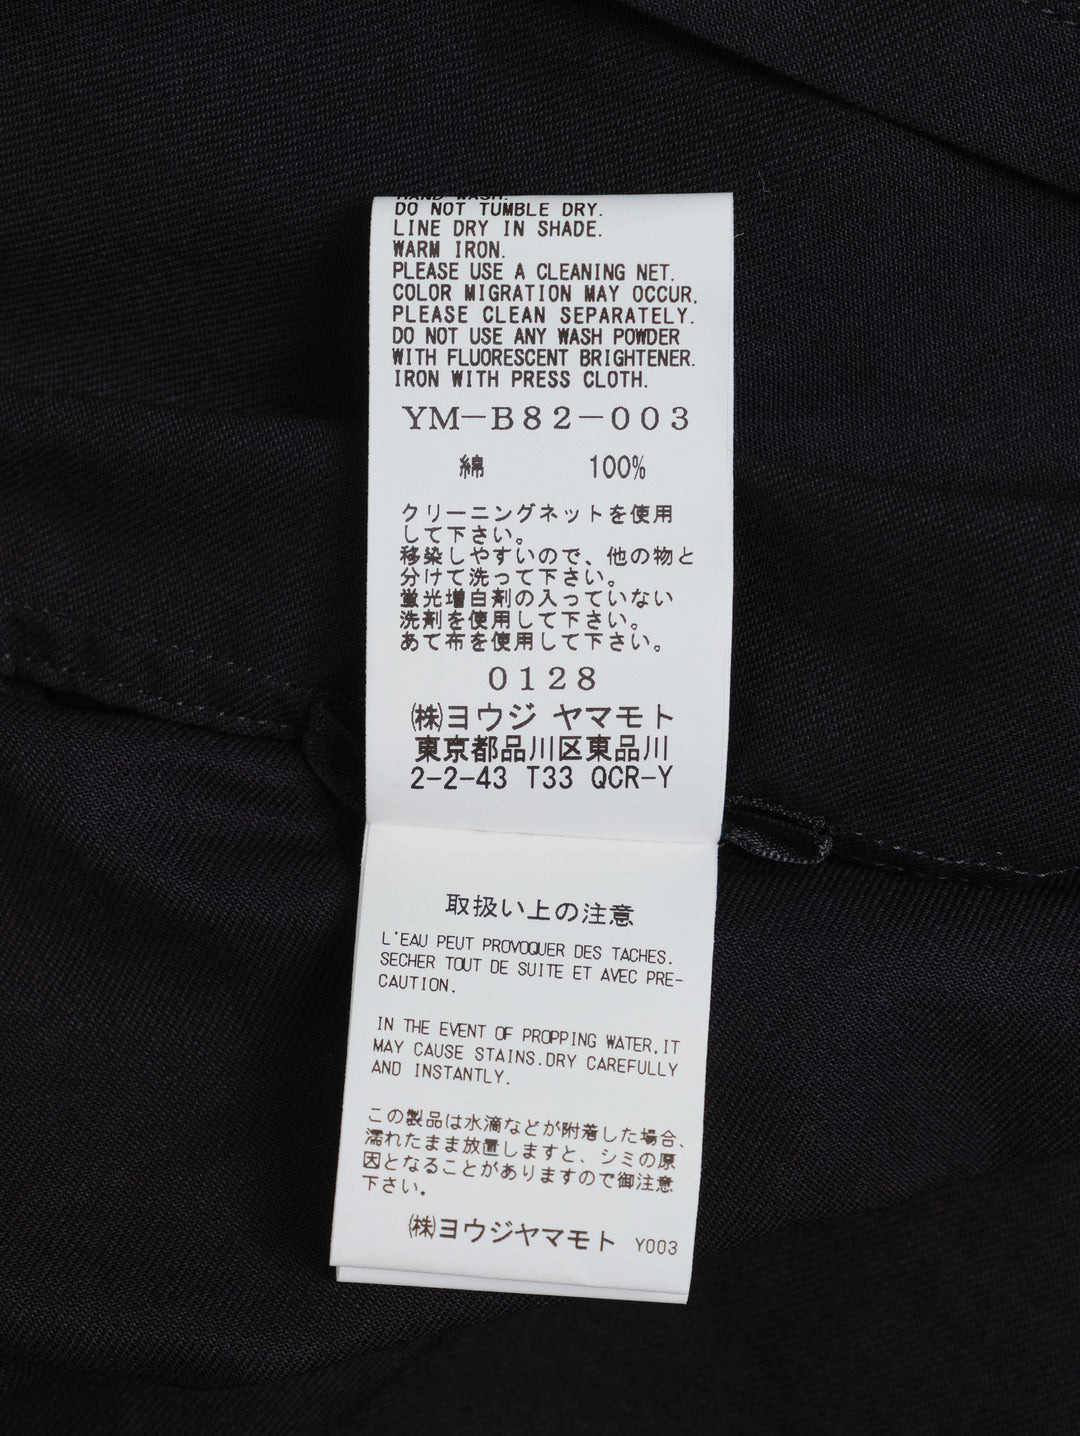 HAND WASH.
DO NOT TUMBLE DRY.
LINE DRY IN SHADE.
WARM IRON.
PLEASE USE A CLEANING NET.
COLOR MIGRATION MAY OCCUR,
PLEASE CLEAN SEPARATELY.
DO NOT USE ANY WASH POWDER
WITH FLUORESCENT BRIGHTENER.
IRON WITH PRESS CLOTH.
YM－B82－003
綿 100%
クリーニングネットを使用
して下さい。
移染しやすいので、他の物と
分けて洗って下さい。
蛍光増白剤の入っていない
洗剤を使用して下さい。
あて布を使用して下さい。
0128
㈱ヨウジ ヤマモト
東京都品川区東品川
2-2-43 T33 QCR-Y
取扱い上の注意
L'EAU PEUT PROVOQUER DES TACHES.
SECHER TOUT DE SUITE ET AVEC PRE-
CAUTION.
IN THE EVENT OF PROPPING WATER,IT
MAY CAUSE STAINS.DRY CAREFULLY
AND INSTANTLY.
この製品は水滴などが附着した場合、
濡れたまま放置しますと、シミの原
因となることがありますので御注意
下さい。
㈱ヨウジヤマモト Y003